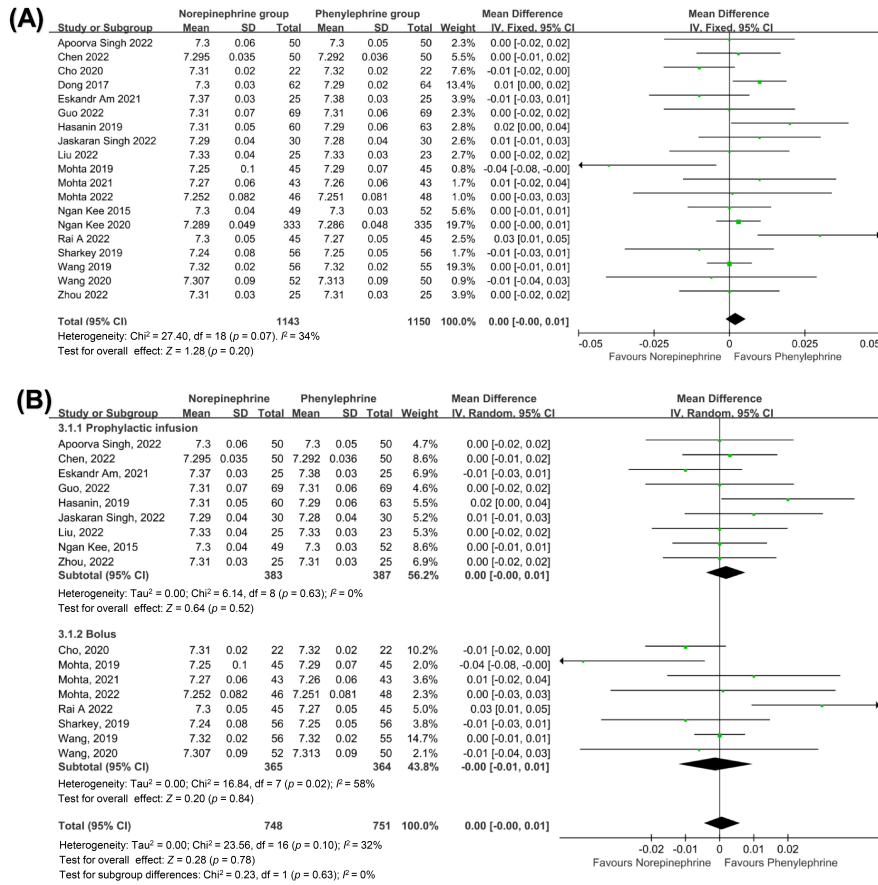 (A)
Norepinephrine group Phenylephrine group Mean Difference Mean Difference
Study or Subgroup Mean SD Total Mean SD Total Weight IV, Fixed, 95% CI IV, Fixed, 95% CI
Apoorva Singh 2022 7.3 0.06 50 7.3 0.05 50 2.3% 0.00 [-0.02, 0.02]
Chen 2022 7.295 0.035 50 7.292 0.036 50 5.5% 0.00 [-0.01, 0.02]
Cho 2020 7.31 0.02 22 7.32 0.02 22 7.6% -0.01 [-0.02, 0.00]
Dong 2017 7.3 0.03 62 7.29 0.02 64 13.4% 0.01 [0.00, 0.02]
Eskandr Am 2021 7.37 0.03 25 7.38 0.03 25 3.9% -0.01 [-0.03, 0.01]
Guo 2022 7.31 0.07 69 7.31 0.06 69 2.3% 0.00 [-0.02, 0.02]
Hasanin 2019 7.31 0.05 60 7.29 0.06 63 2.8% 0.02 [0.00, 0.04]
Jaskaran Singh 2022 7.29 0.04 30 7.28 0.04 30 2.6% 0.01 [-0.01, 0.03]
Liu 2022 7.33 0.04 25 7.33 0.03 23 2.7% 0.00 [-0.02, 0.02]
Mohta 2019 7.25 0.1 45 7.29 0.07 45 0.8% -0.04 [-0.08, -0.00]
Mohta 2021 7.27 0.06 43 7.26 0.06 43 1.7% 0.01 [-0.02, 0.04]
Mohta 2022 7.252 0.082 46 7.251 0.081 48 1.0% 0.00 [-0.03, 0.03]
Ngan Kee 2015 7.3 0.04 49 7.3 0.03 52 5.6% 0.00 [-0.01, 0.01]
Ngan Kee 2020 7.289 0.049 333 7.286 0.048 335 19.7% 0.00 [-0.00, 0.01]
Rai A 2022 7.3 0.05 45 7.27 0.05 45 2.5% 0.03 [0.01, 0.05]
Sharkey 2019 7.24 0.08 56 7.25 0.05 56 1.8% -0.01 [-0.03, 0.01]
Wang 2019 7.32 0.02 56 7.32 0.02 55 19.3% 0.00 [-0.01, 0.01]
Wang 2020 7.307 0.09 52 7.313 0.09 50 0.9% -0.01 [-0.04, 0.03]
Zhou 2022 7.31 0.03 25 7.31 0.03 25 3.9% 0.00 [-0.02, 0.02]
Total (95% CI) 1143 1150 100.0% 0.00 [-0.00, 0.01]
Heterogeneity: Chi² = 27.40, df = 18 (p = 0.07). I² = 34%
Test for overall effect: Z = 1.28 (p = 0.20)
-0.05 -0.025 0 0.025 0.05
Favours Norepinephrine Favours Phenylephrine
(B)
Norepinephrine Phenylephrine Mean Difference Mean Difference
Study or Subgroup Mean SD Total Mean SD Total Weight IV, Random, 95% CI IV, Random, 95% CI
3.1.1 Prophylactic infusion
Apoorva Singh, 2022 7.3 0.06 50 7.3 0.05 50 4.7% 0.00 [-0.02, 0.02]
Chen, 2022 7.295 0.035 50 7.292 0.036 50 8.6% 0.00 [-0.01, 0.02]
Eskandr Am, 2021 7.37 0.03 25 7.38 0.03 25 6.9% -0.01 [-0.03, 0.01]
Guo, 2022 7.31 0.07 69 7.31 0.06 69 4.6% 0.00 [-0.02, 0.02]
Hasanin, 2019 7.31 0.05 60 7.29 0.06 63 5.5% 0.02 [0.00, 0.04]
Jaskaran Singh, 2022 7.29 0.04 30 7.28 0.04 30 5.2% 0.01 [-0.01, 0.03]
Liu, 2022 7.33 0.04 25 7.33 0.03 23 5.3% 0.00 [-0.02, 0.02]
Ngan Kee, 2015 7.3 0.04 49 7.3 0.03 52 8.6% 0.00 [-0.01, 0.01]
Zhou, 2022 7.31 0.03 25 7.31 0.03 25 6.9% 0.00 [-0.02, 0.02]
Subtotal (95% CI) 383 387 56.2% 0.00 [-0.00, 0.01]
Heterogeneity: Tau² = 0.00; Chi² = 6.14, df = 8 (p = 0.63); I² = 0%
Test for overall effect: Z = 0.64 (p = 0.52)
3.1.2 Bolus
Cho, 2020 7.31 0.02 22 7.32 0.02 22 10.2% -0.01 [-0.02, 0.00]
Mohta, 2019 7.25 0.1 45 7.29 0.07 45 2.0% -0.04 [-0.08, -0.00]
Mohta, 2021 7.27 0.06 43 7.26 0.06 43 3.6% 0.01 [-0.02, 0.04]
Mohta, 2022 7.252 0.082 46 7.251 0.081 48 2.3% 0.00 [-0.03, 0.03]
Rai A 2022 7.3 0.05 45 7.27 0.05 45 5.0% 0.03 [0.01, 0.05]
Sharkey, 2019 7.24 0.08 56 7.25 0.05 56 3.8% -0.01 [-0.03, 0.01]
Wang, 2019 7.32 0.02 56 7.32 0.02 55 14.7% 0.00 [-0.01, 0.01]
Wang, 2020 7.307 0.09 52 7.313 0.09 50 2.1% -0.01 [-0.04, 0.03]
Subtotal (95% CI) 365 364 43.8% -0.00 [-0.01, 0.01]
Heterogeneity: Tau² = 0.00; Chi² = 16.84, df = 7 (p = 0.02); I² = 58%
Test for overall effect: Z = 0.20 (p = 0.84)
Total (95% CI) 748 751 100.0% 0.00 [-0.00, 0.01]
Heterogeneity: Tau² = 0.00; Chi² = 23.56, df = 16 (p = 0.10); I² = 32%
Test for overall effect: Z = 0.28 (p = 0.78)
Test for subgroup differences: Chi² = 0.23, df = 1 (p = 0.63); I² = 0%
-0.02 -0.01 0 0.01 0.02
Favours Norepinephrine Favours Phenylephrine